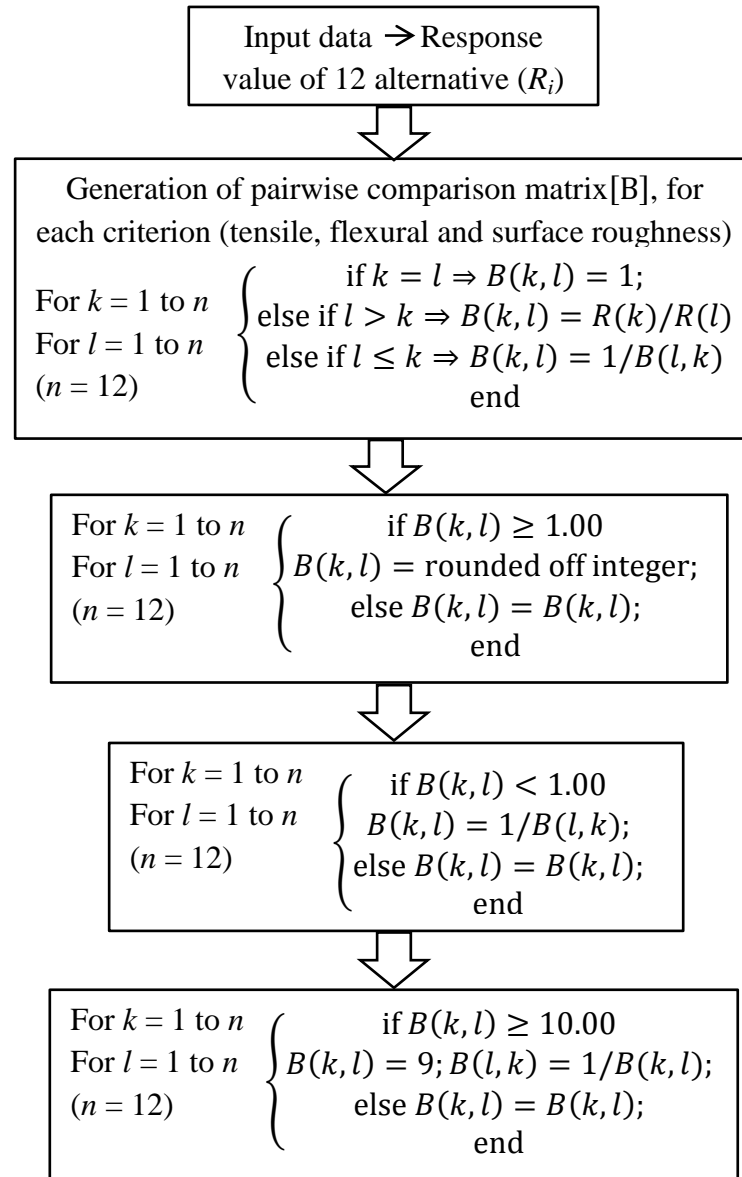 Input data → Response
value of 12 alternative (Rᵢ)
Generation of pairwise comparison matrix[B], for
each criterion (tensile, flexural and surface roughness)
For k = 1 to n
For l = 1 to n
(n = 12)
if k = l ⇒ B(k, l) = 1;
else if l > k ⇒ B(k, l) = R(k)/R(l)
else if l ≤ k ⇒ B(k, l) = 1/B(l, k)
end
For k = 1 to n
For l = 1 to n
(n = 12)
if B(k, l) ≥ 1.00
B(k, l) = rounded off integer;
else B(k, l) = B(k, l);
end
For k = 1 to n
For l = 1 to n
(n = 12)
if B(k, l) < 1.00
B(k, l) = 1/B(l, k);
else B(k, l) = B(k, l);
end
For k = 1 to n
For l = 1 to n
(n = 12)
if B(k, l) ≥ 10.00
B(k, l) = 9; B(l, k) = 1/B(k, l);
else B(k, l) = B(k, l);
end